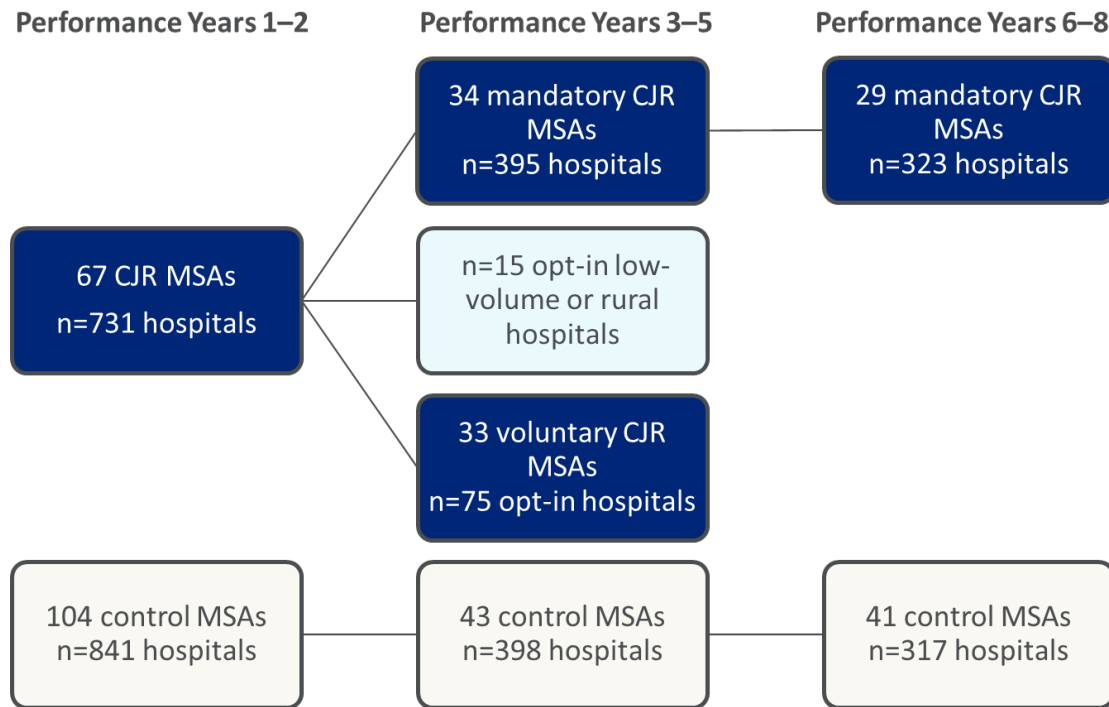 Performance Years 1–2
Performance Years 3–5
Performance Years 6–8
67 CJR MSAs
n=731 hospitals
34 mandatory CJR
MSAs
n=395 hospitals
29 mandatory CJR
MSAs
n=323 hospitals
n=15 opt-in low-
volume or rural
hospitals
33 voluntary CJR
MSAs
n=75 opt-in hospitals
104 control MSAs
n=841 hospitals
43 control MSAs
n=398 hospitals
41 control MSAs
n=317 hospitals